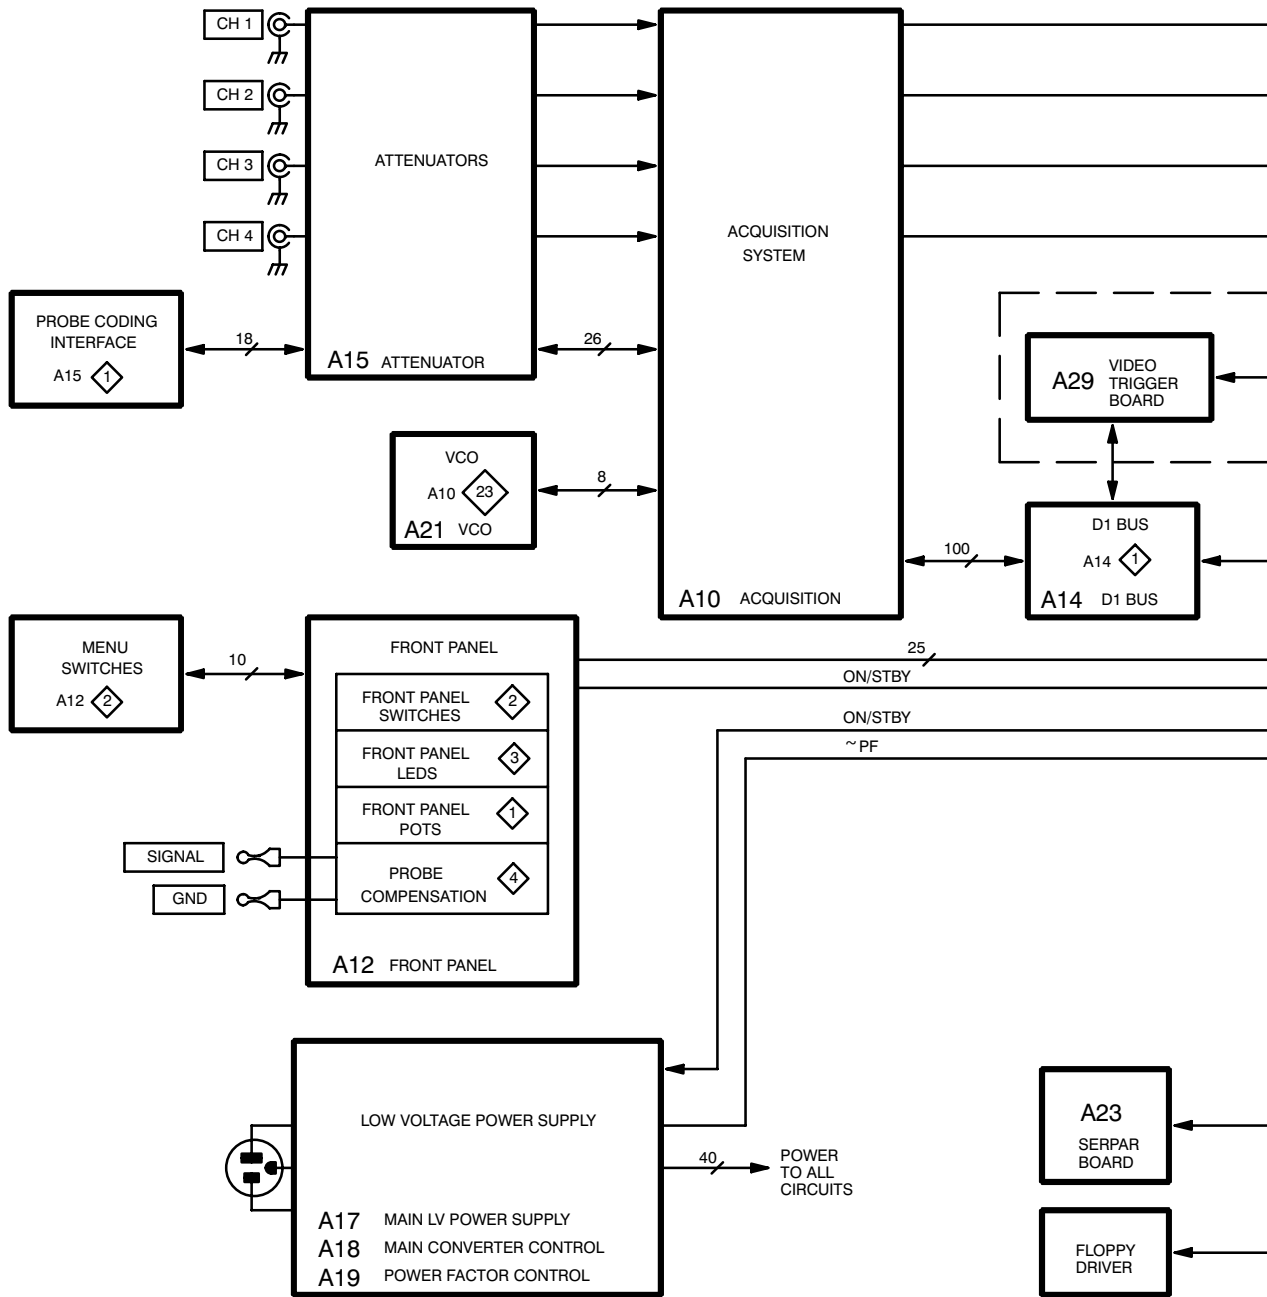 CH 1
CH 2
CH 3
CH 4
ATTENUATORS
A15 ATTENUATOR
ACQUISITION
SYSTEM
A10 ACQUISITION
PROBE CODING
INTERFACE
A15 1
18
26
VCO
A10 23
A21 VCO
8
A29 VIDEO
TRIGGER
BOARD
D1 BUS
A14 1
A14 D1 BUS
100
MENU
SWITCHES
A12 2
10
FRONT PANEL
FRONT PANEL
SWITCHES
2
FRONT PANEL
LEDS
3
FRONT PANEL
POTS
1
PROBE
COMPENSATION
4
A12 FRONT PANEL
SIGNAL
GND
25
ON/STBY
ON/STBY
~PF
LOW VOLTAGE POWER SUPPLY
A17 MAIN LV POWER SUPPLY
A18 MAIN CONVERTER CONTROL
A19 POWER FACTOR CONTROL
40
POWER
TO ALL
CIRCUITS
A23
SERPAR
BOARD
FLOPPY
DRIVER